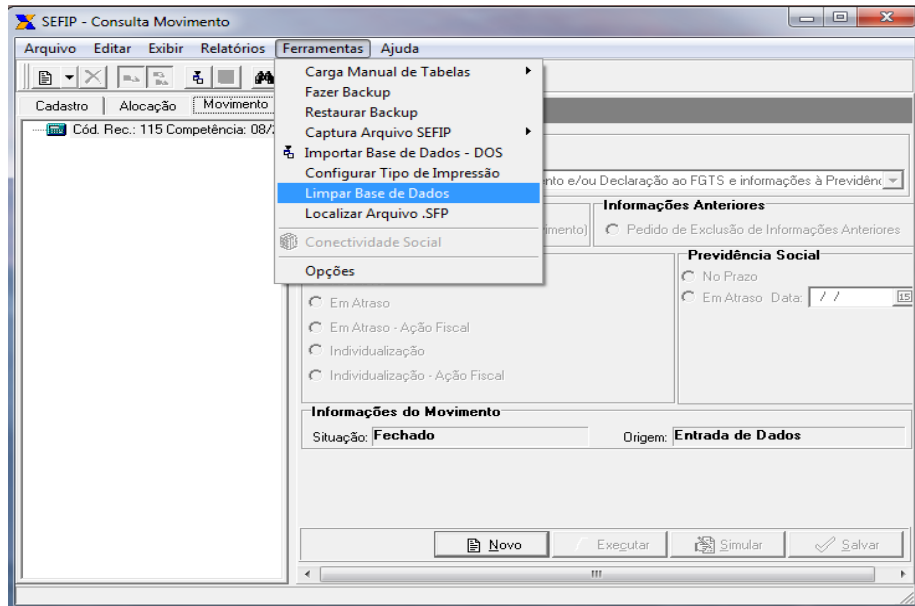 SEFIP - Consulta Movimento
Arquivo Editar Exibir Relatórios Ferramentas Ajuda
Cadastro Alocação Movimento
Cód. Rec.: 115 Competência: 08/
Carga Manual de Tabelas
Fazer Backup
Restaurar Backup
Captura Arquivo SEFIP
Importar Base de Dados - DOS
Configurar Tipo de Impressão
Limpar Base de Dados
Localizar Arquivo .SFP
Conectividade Social
Opções
e/ou Declaração ao FGTS e informações à
Informações Anteriores
Pedido de Exclusão de Informações Anteriores
Previdência Social
No Prazo
Em Atraso Data: / / 15
Em Atraso
Em Atraso - Ação Fiscal
Individualização
Individualização - Ação Fiscal
Informações do Movimento
Situação: Fechado Origem: Entrada de Dados
Novo Executar Simular Salvar